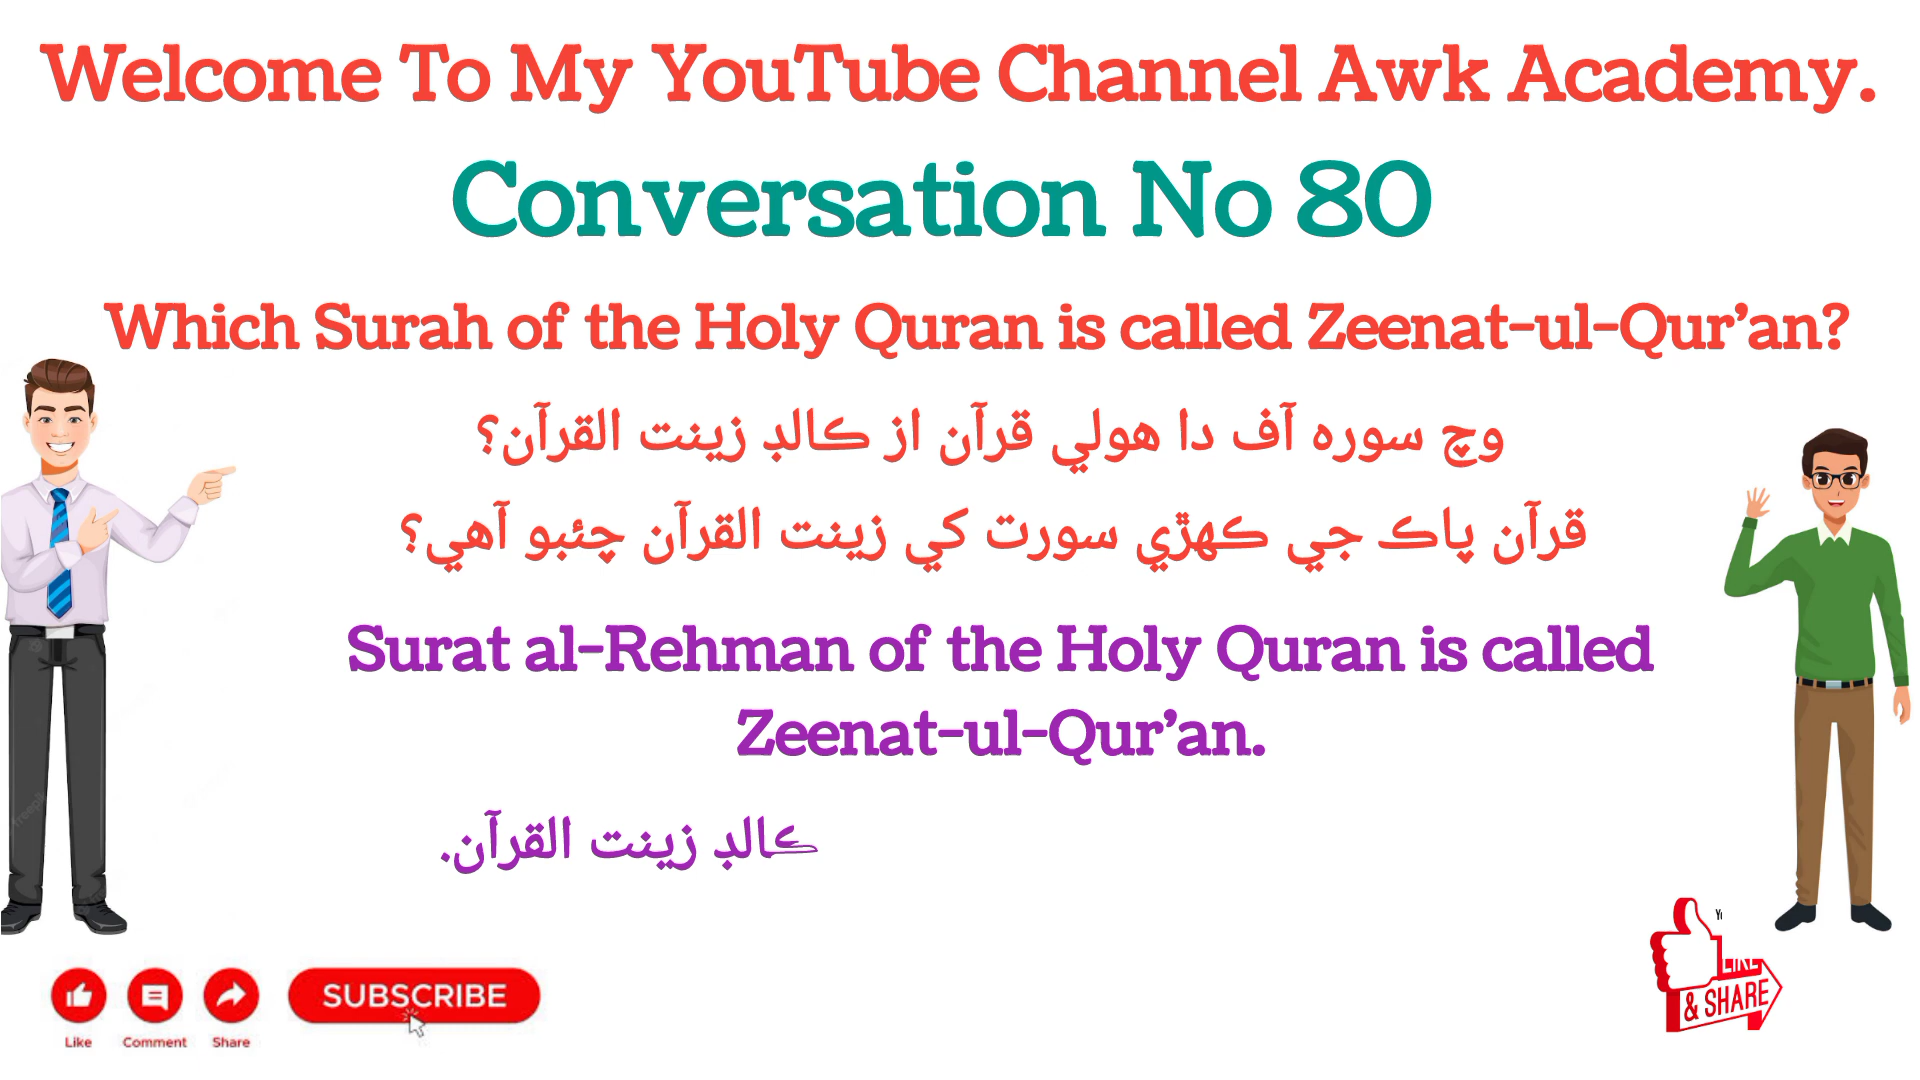 Welcome To My YouTube Channel Awk Academy.
Conversation No 80
Which Surah of the Holy Quran is called Zeenat-ul-Qur’an?
وچ سوره آف دا هولي قرآن از ڪالڊ زينت القرآن؟
قرآن پاڪ جي ڪهڙي سورت کي زينت القرآن چئبو آهي؟
Surat al-Rehman of the Holy Quran is called
Zeenat-ul-Qur’an.
ڪالڊ زينت القرآن.
LIKE
& SHARE
SUBSCRIBE
Like Comment Share